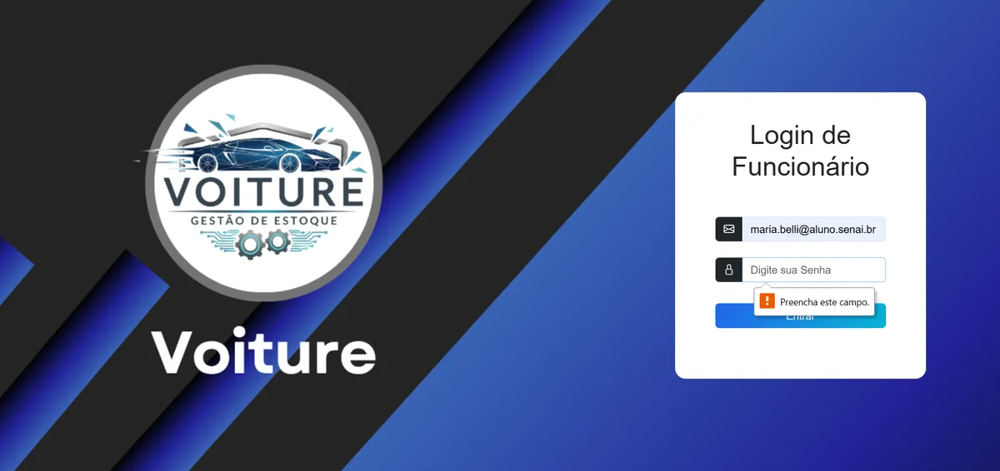 VOITURE
GESTÃO DE ESTOQUE
Voiture
Login de
Funcionário
maria.belli@aluno.senai.br
Digite sua Senha
Preencha este campo.
Entrar